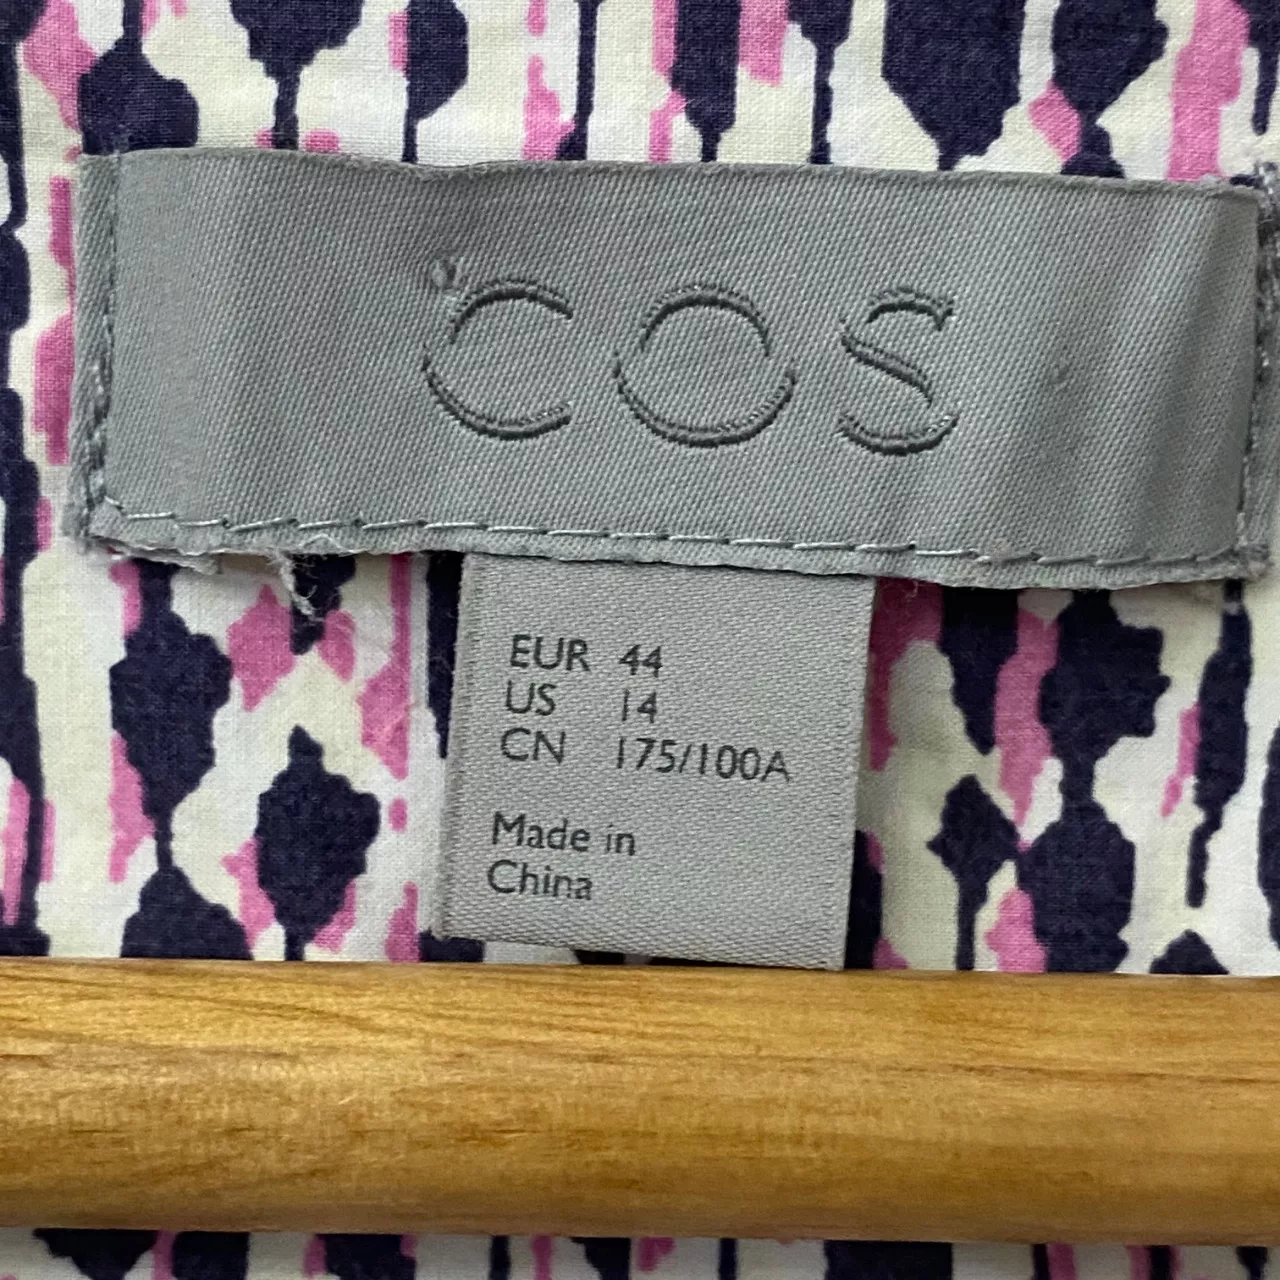 COS
EUR 44
US 14
CN 175/100A
Made in
China